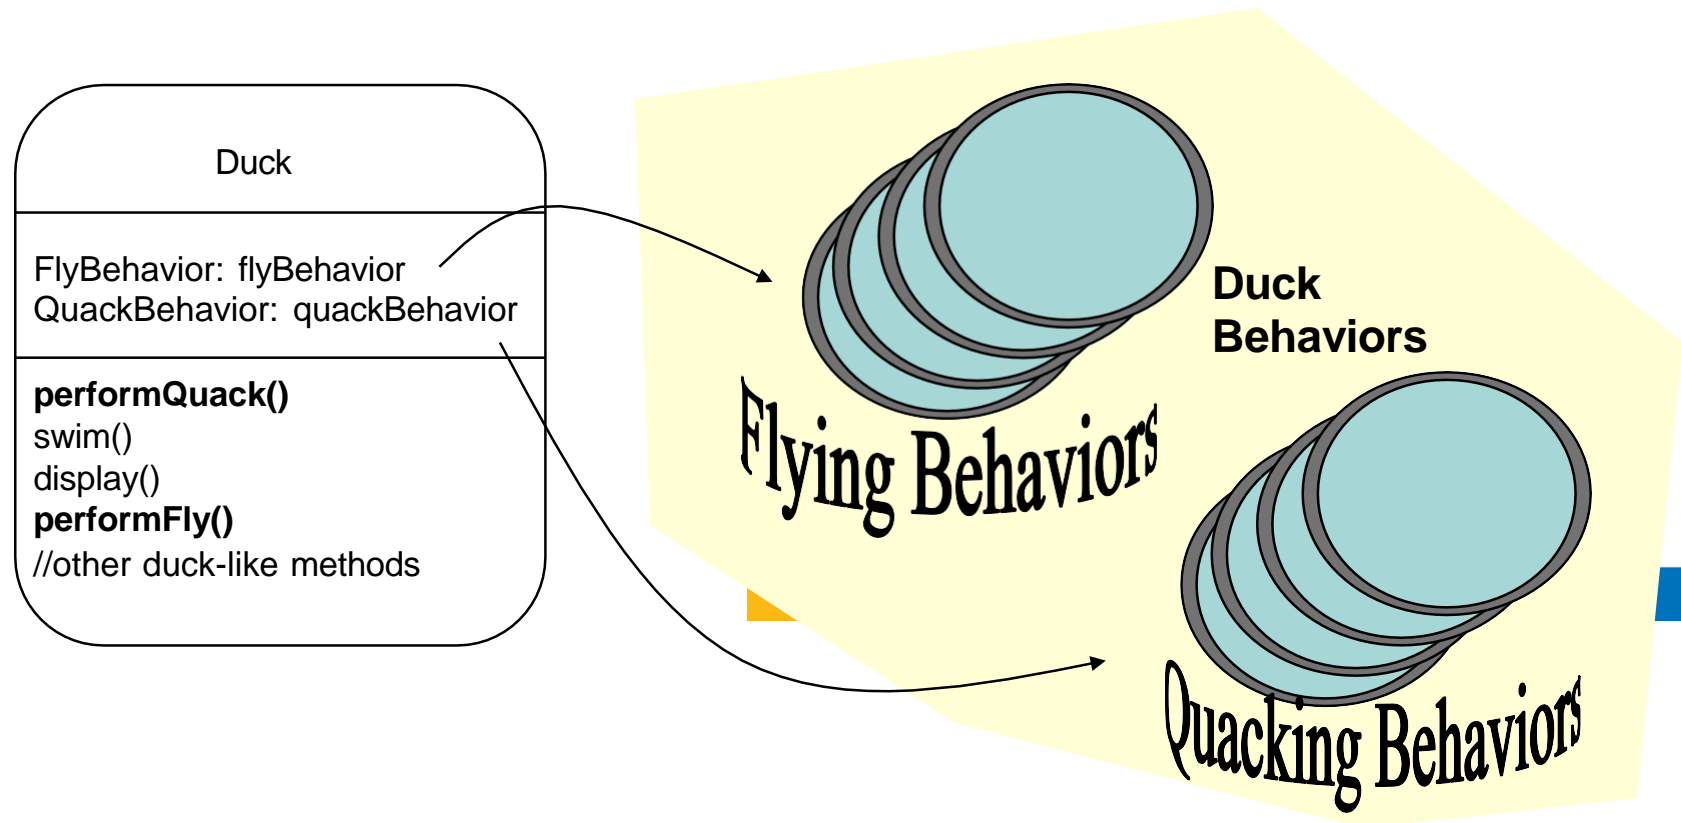 Duck
FlyBehavior: flyBehavior
QuackBehavior: quackBehavior
performQuack()
swim()
display()
performFly()
//other duck-like methods
Duck
Behaviors
Flying Behaviors
Quacking Behaviors